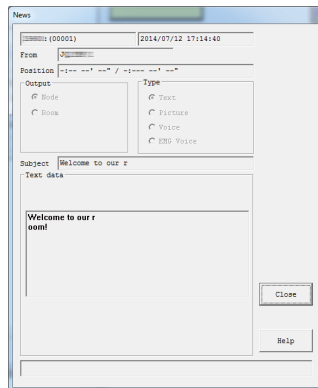 News
:(00001) 2014/07/12 17:14:40
From J
Position -:-- --' --" / -:--- --' --"
Output Type
Node Text
Room Picture
Voice
EMG Voice
Subject Welcome to our r
Text data
Welcome to our r
oom!
Close
Help